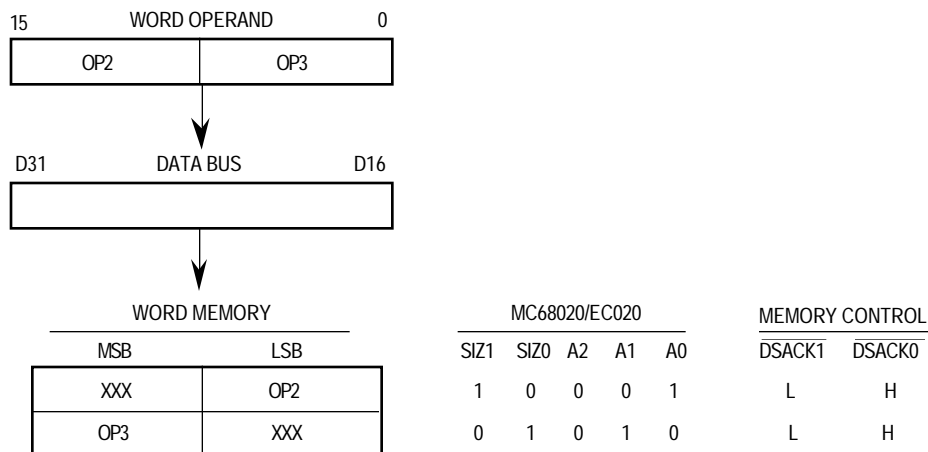 15 WORD OPERAND 0
OP2 OP3
D31 DATA BUS D16
WORD MEMORY MC68020/EC020 MEMORY CONTROL
MSB LSB SIZ1 SIZ0 A2 A1 A0 DSACK1 DSACK0
XXX OP2 1 0 0 0 1 L H
OP3 XXX 0 1 0 1 0 L H